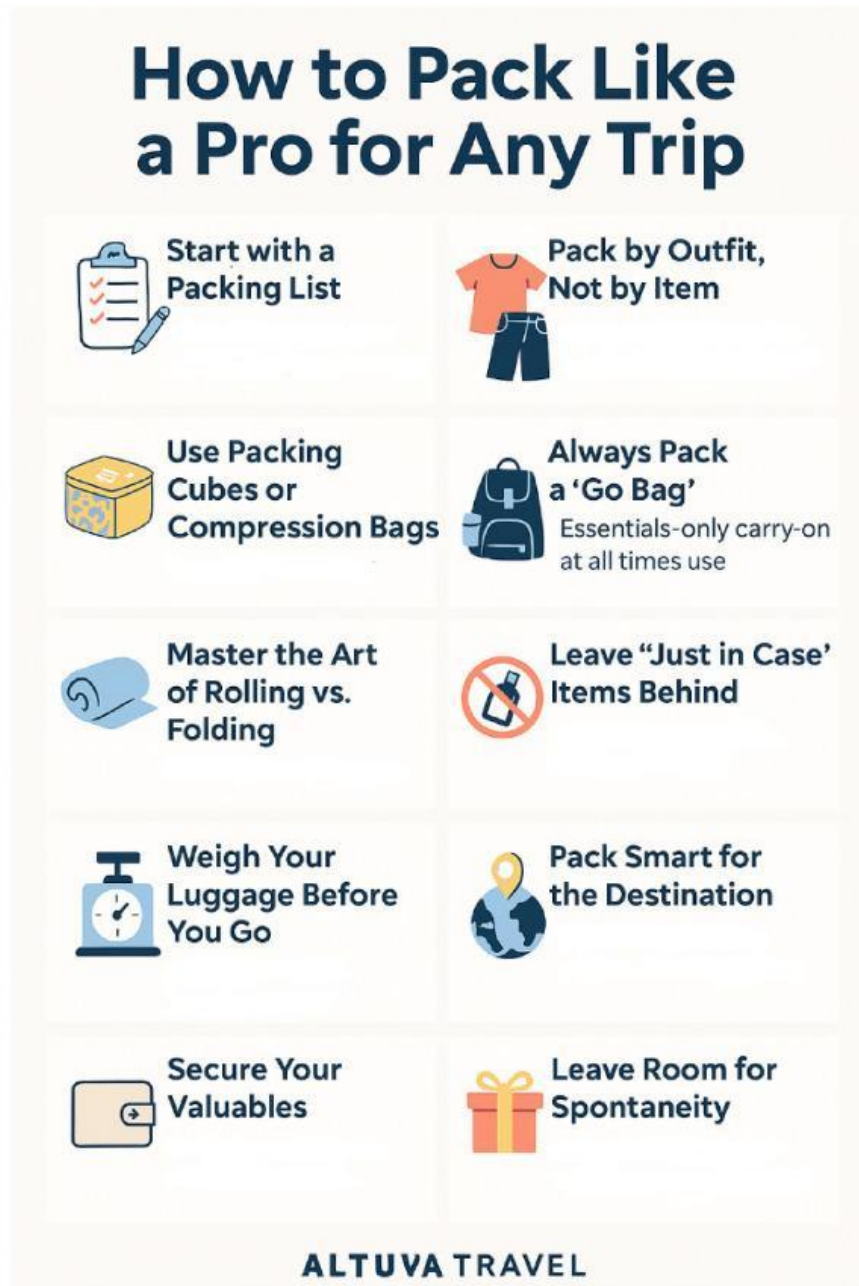 How to Pack Like
a Pro for Any Trip
Start with a
Packing List
Pack by Outfit,
Not by Item
Use Packing
Cubes or
Compression Bags
Always Pack
a ‘Go Bag’
Essentials-only carry-on
at all times use
Master the Art
of Rolling vs.
Folding
Leave “Just in Case’
Items Behind
Weigh Your
Luggage Before
You Go
Pack Smart for
the Destination
Secure Your
Valuables
Leave Room for
Spontaneity
ALTUVA TRAVEL